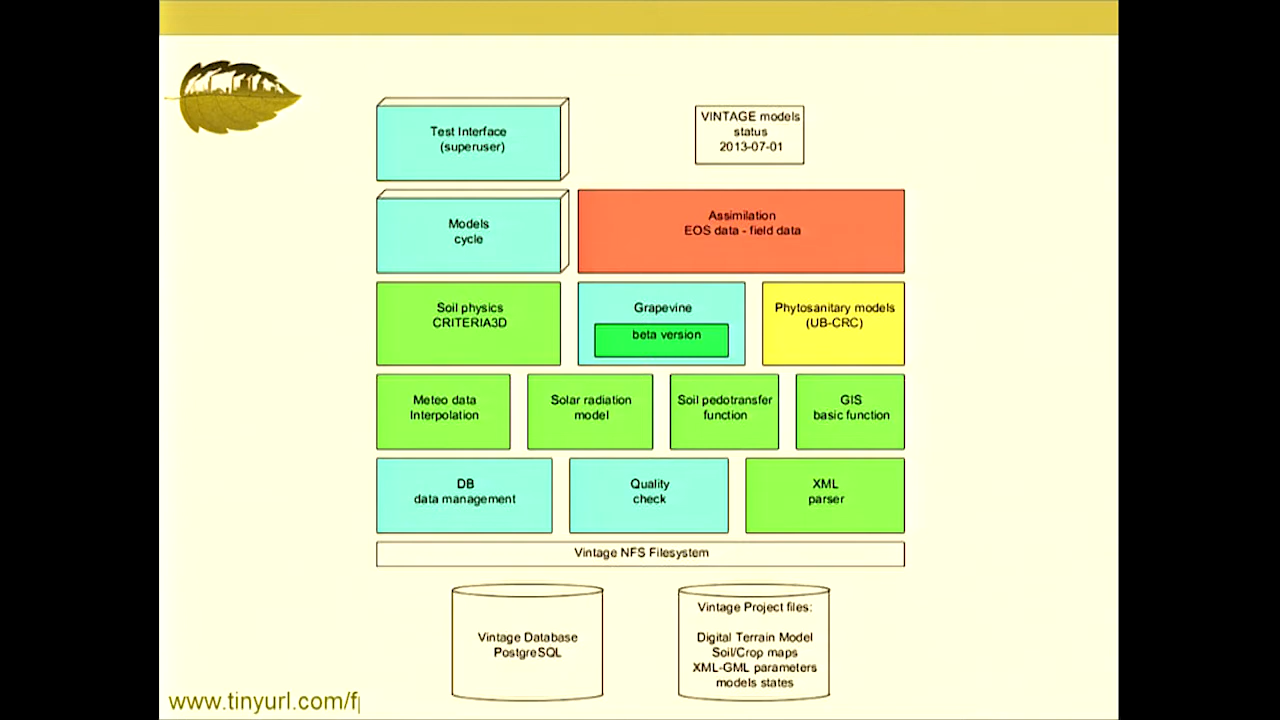 Test Interface
(superuser)
VINTAGE models
status
2013-07-01
Models
cycle
Assimilation
EOS data - field data
Soil physics
CRITERIA3D
Grapevine
beta version
Phytosanitary models
(UB-CRC)
Meteo data
Interpolation
Solar radiation
model
Soil pedotransfer
function
GIS
basic function
DB
data management
Quality
check
XML
parser
Vintage NFS Filesystem
Vintage Database
PostgreSQL
Vintage Project files:
Digital Terrain Model
Soil/Crop maps
XML-GML parameters
models states
www.tinyurl.com/f